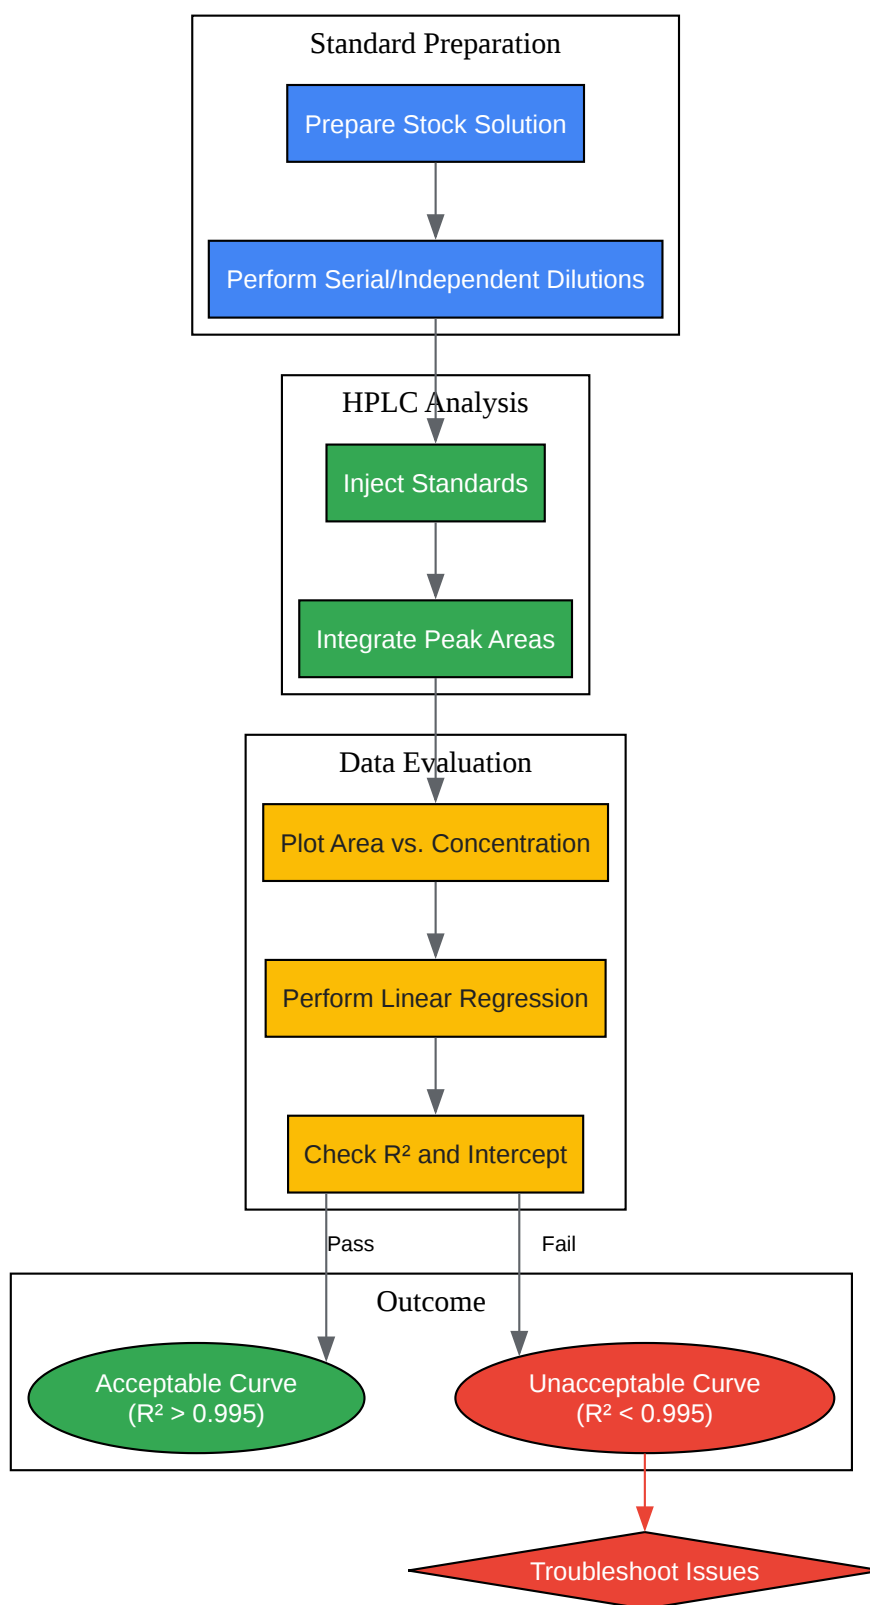 Standard Preparation
Prepare Stock Solution
Perform Serial/Independent Dilutions
HPLC Analysis
Inject Standards
Integrate Peak Areas
Data Evaluation
Plot Area vs. Concentration
Perform Linear Regression
Check R² and Intercept
Pass
Fail
Outcome
Acceptable Curve
(R² > 0.995)
Unacceptable Curve
(R² < 0.995)
Troubleshoot Issues